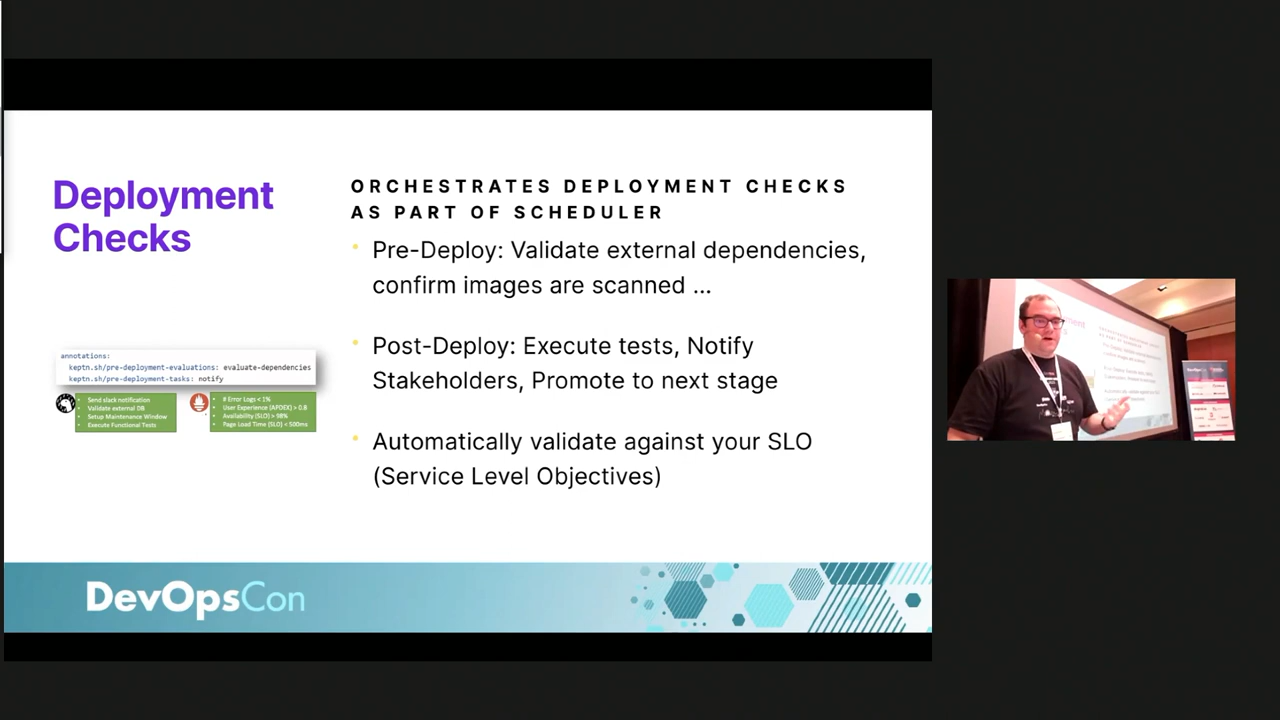 Deployment
Checks
ORCHESTRATES DEPLOYMENT CHECKS
AS PART OF SCHEDULER
Pre-Deploy: Validate external dependencies,
confirm images are scanned ...
Post-Deploy: Execute tests, Notify
Stakeholders, Promote to next stage
Automatically validate against your SLO
(Service Level Objectives)
annotations:
keptn.sh/pre-deployment-evaluations: evaluate-dependencies
keptn.sh/pre-deployment-tasks: notify
Send slack notification
Validate external DB
Setup Maintenance Window
Execute Functional Tests
# Error Logs < 1%
User Experience (APDEX) > 0.8
Availability (SLO) > 98%
Page Load Time (SLO) < 500ms
DevOpsCon